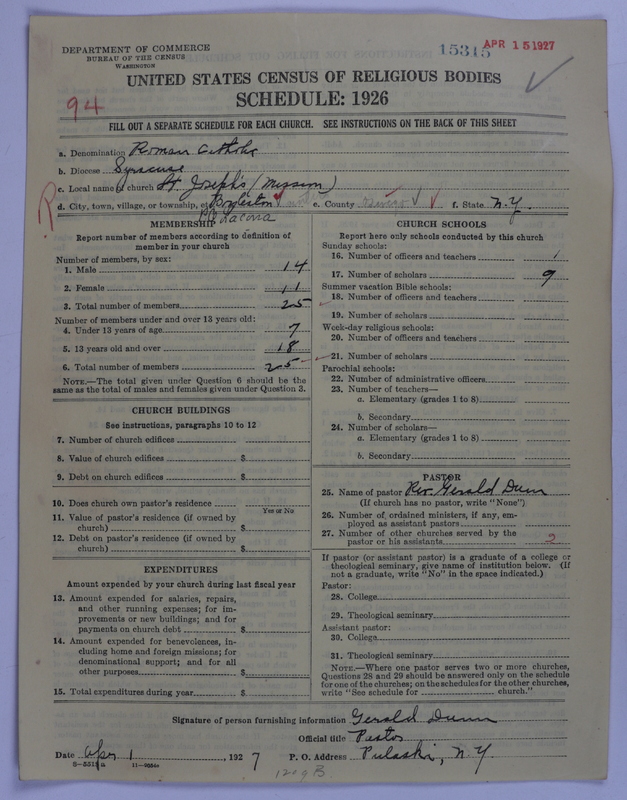 DEPARTMENT OF COMMERCE
BUREAU OF THE CENSUS
WASHINGTON
15315 APR 15 1927
UNITED STATES CENSUS OF RELIGIOUS BODIES
94
SCHEDULE: 1926
FILL OUT A SEPARATE SCHEDULE FOR EACH CHURCH. SEE INSTRUCTIONS ON THE BACK OF THIS SHEET
a. Denomination Roman Catholic
b. Diocese Syracuse
c. Local name of church St. Joseph's (Mission)
R
d. City, town, village, or township, etc. Boylston e. County Oswego f. State N.Y.
P.O. Lacona
MEMBERSHIP
Report number of members according to definition of
member in your church
Number of members, by sex:
1. Male 14
2. Female 11
3. Total number of members 25
Number of members under and over 13 years old:
4. Under 13 years of age 7
5. 13 years old and over 18
6. Total number of members 25
NOTE.—The total given under Question 6 should be the
same as the total of males and females given under Question 3.
CHURCH BUILDINGS
See instructions, paragraphs 10 to 12
7. Number of church edifices
8. Value of church edifices $
9. Debt on church edifices $
10. Does church own pastor's residence
Yes or No
11. Value of pastor's residence (if owned by
church) $
12. Debt on pastor's residence (if owned by
church) $
EXPENDITURES
Amount expended by your church during last fiscal year
13. Amount expended for salaries, repairs,
and other running expenses; for im-
provements or new buildings; and for
payments on church debt $
14. Amount expended for benevolences, in-
cluding home and foreign missions; for
denominational support; and for all
other purposes $
15. Total expenditures during year $
CHURCH SCHOOLS
Report here only schools conducted by this church
Sunday schools:
16. Number of officers and teachers 1
17. Number of scholars 9
Summer vacation Bible schools:
18. Number of officers and teachers
19. Number of scholars
Week-day religious schools:
20. Number of officers and teachers
21. Number of scholars
Parochial schools:
22. Number of administrative officers
23. Number of teachers—
a. Elementary (grades 1 to 8)
b. Secondary
24. Number of scholars—
a. Elementary (grades 1 to 8)
b. Secondary
PASTOR
25. Name of pastor Rev. Gerald Dunn
(If church has no pastor, write "None")
26. Number of ordained ministers, if any, em-
ployed as assistant pastors
27. Number of other churches served by the
pastor or his assistants 2
If pastor (or assistant pastor) is a graduate of a college or
theological seminary, give name of institution below. (If
not a graduate, write "No" in the space indicated.)
Pastor:
28. College
29. Theological seminary
Assistant pastor:
30. College
31. Theological seminary
NOTE.—Where one pastor serves two or more churches,
Questions 28 and 29 should be answered only on the schedule
for one of the churches; on the schedules for the other churches,
write "See schedule for church."
Signature of person furnishing information Gerald Dunn
Official title Pastor
Date Apr 1, 1927 P. O. Address Pulaski, N.Y.